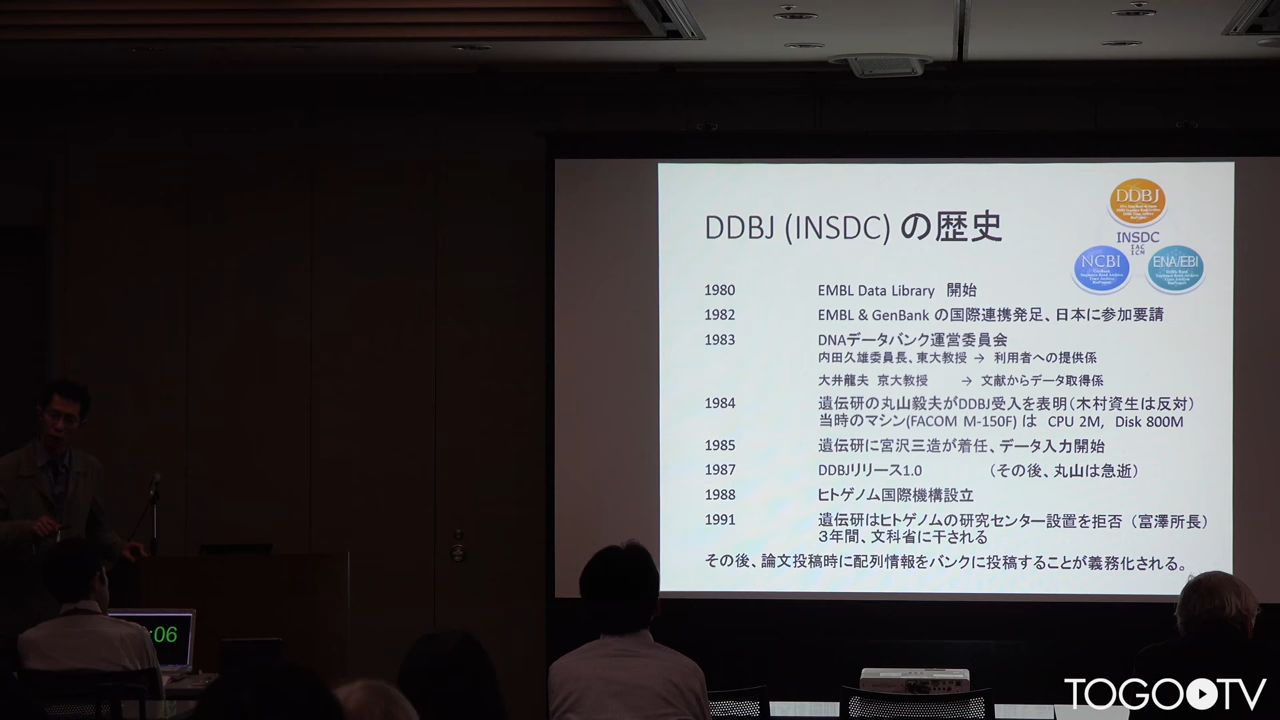 DDBJ (INSDC) の歴史
DDBJ
INSDC
IAC
ICM
NCBI
ENA/EBI
1980 EMBL Data Library 開始
1982 EMBL & GenBank の国際連携発足、日本に参加要請
1983 DNAデータバンク運営委員会
内田久雄委員長、東大教授 → 利用者への提供係
大井龍夫 京大教授 → 文献からデータ取得係
1984 遺伝研の丸山毅夫がDDBJ受入を表明（木村資生は反対）
当時のマシン(FACOM M-150F) は CPU 2M, Disk 800M
1985 遺伝研に宮沢三造が着任、データ入力開始
1987 DDBJリリース1.0 （その後、丸山は急逝）
1988 ヒトゲノム国際機構設立
1991 遺伝研はヒトゲノムの研究センター設置を拒否（富澤所長）
３年間、文科省に干される
その後、論文投稿時に配列情報をバンクに投稿することが義務化される。
:06
TOGOTV